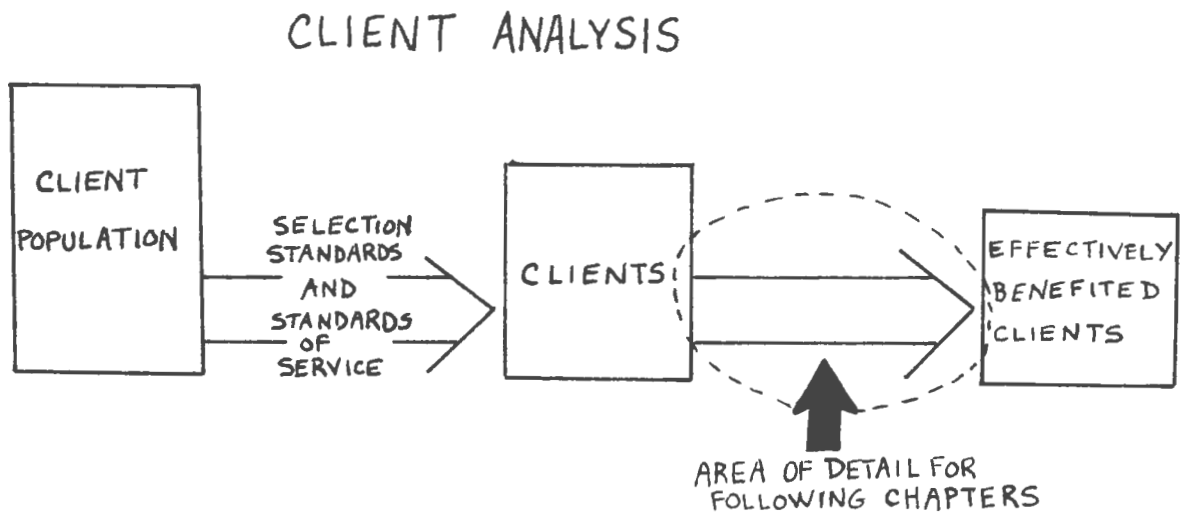 CLIENT ANALYSIS
CLIENT
POPULATION
SELECTION
STANDARDS
AND
STANDARDS
OF
SERVICE
CLIENTS
EFFECTIVELY
BENEFITED
CLIENTS
AREA OF DETAIL FOR
FOLLOWING CHAPTERS